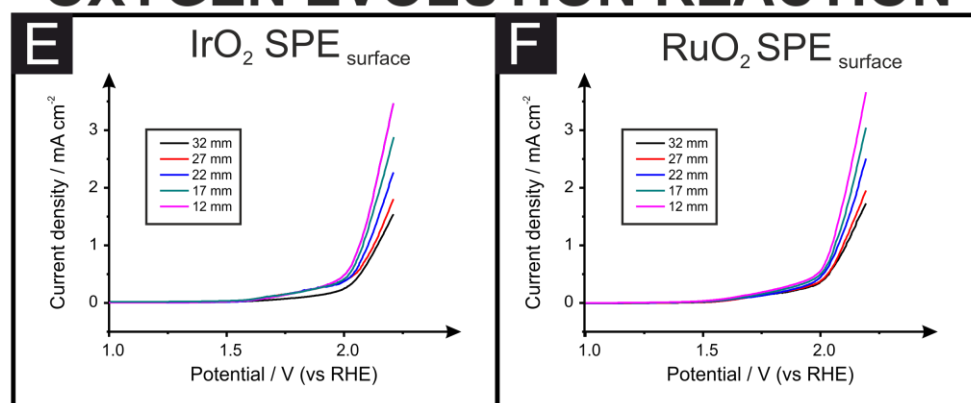 OXYGEN EVOLUTION REACTION
E
IrO₂ SPE surface
Current density / mA cm⁻²
3
2
1
0
32 mm
27 mm
22 mm
17 mm
12 mm
1.0 1.5 2.0
Potential / V (vs RHE)
F
RuO₂ SPE surface
Current density / mA cm⁻²
3
2
1
0
32 mm
27 mm
22 mm
17 mm
12 mm
1.0 1.5 2.0
Potential / V (vs RHE)